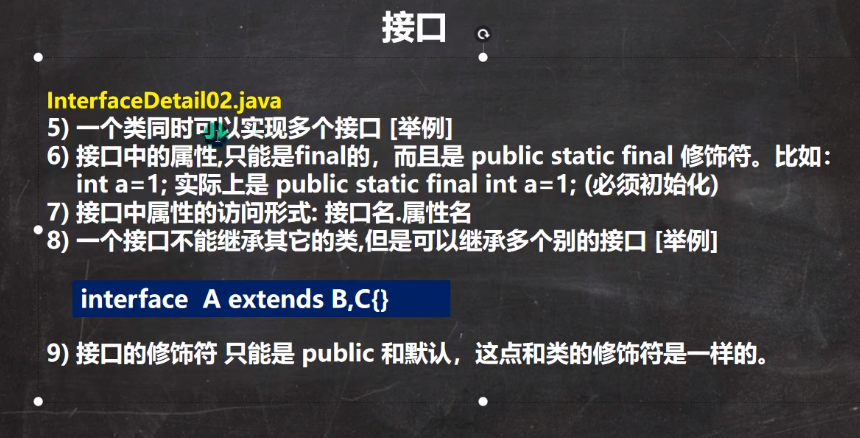 接口
InterfaceDetail02.java
5) 一个类同时可以实现多个接口 [举例]
6) 接口中的属性,只能是final的，而且是 public static final 修饰符。比如：
int a=1; 实际上是 public static final int a=1; (必须初始化)
7) 接口中属性的访问形式: 接口名.属性名
8) 一个接口不能继承其它的类,但是可以继承多个别的接口 [举例]
interface  A extends B,C{}
9) 接口的修饰符 只能是 public 和默认，这点和类的修饰符是一样的。